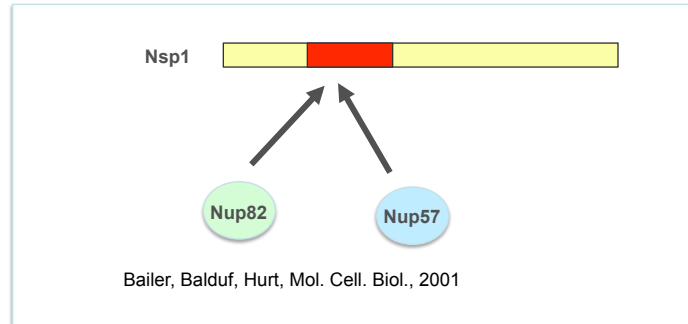 Nsp1
Nup82
Nup57
Bailer, Balduf, Hurt, Mol. Cell. Biol., 2001